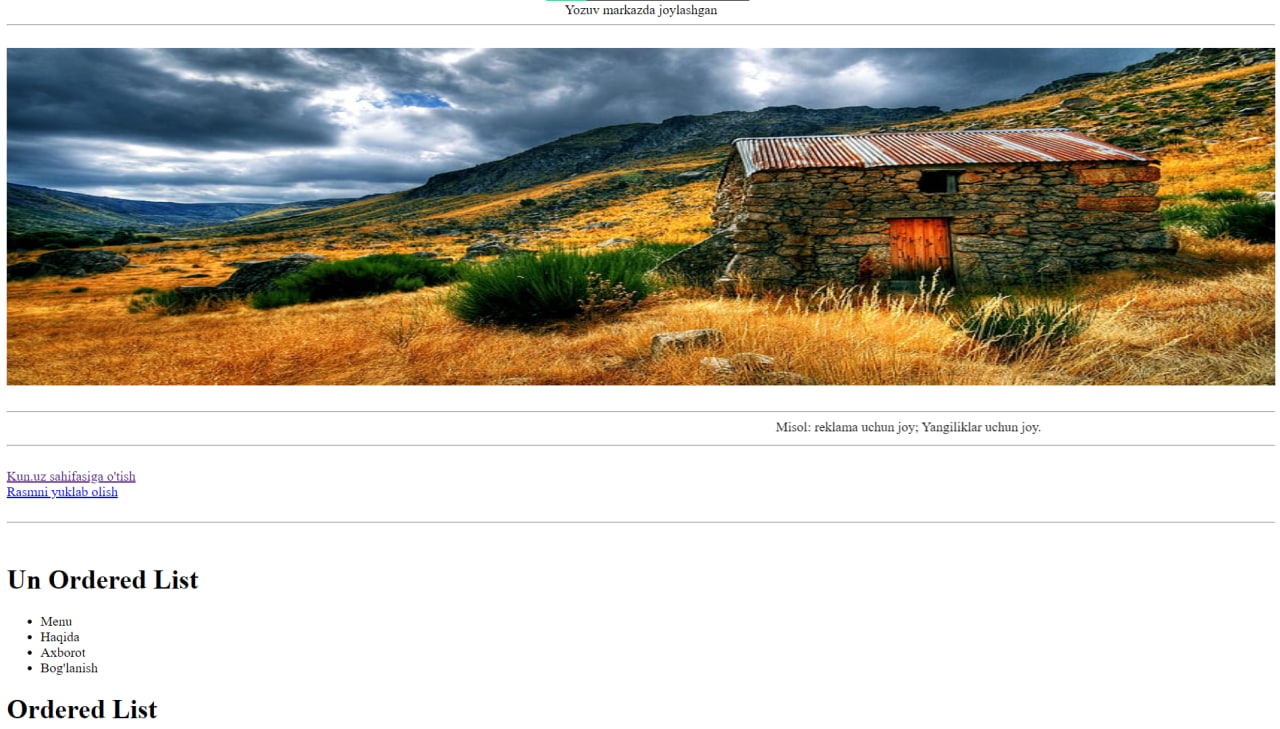 Yozuv markazda joylashgan
Misol: reklama uchun joy; Yangiliklar uchun joy.
Kun.uz sahifasiga o'tish
Rasmni yuklab olish
Un Ordered List
Menu
Haqida
Axborot
Bog'lanish
Ordered List